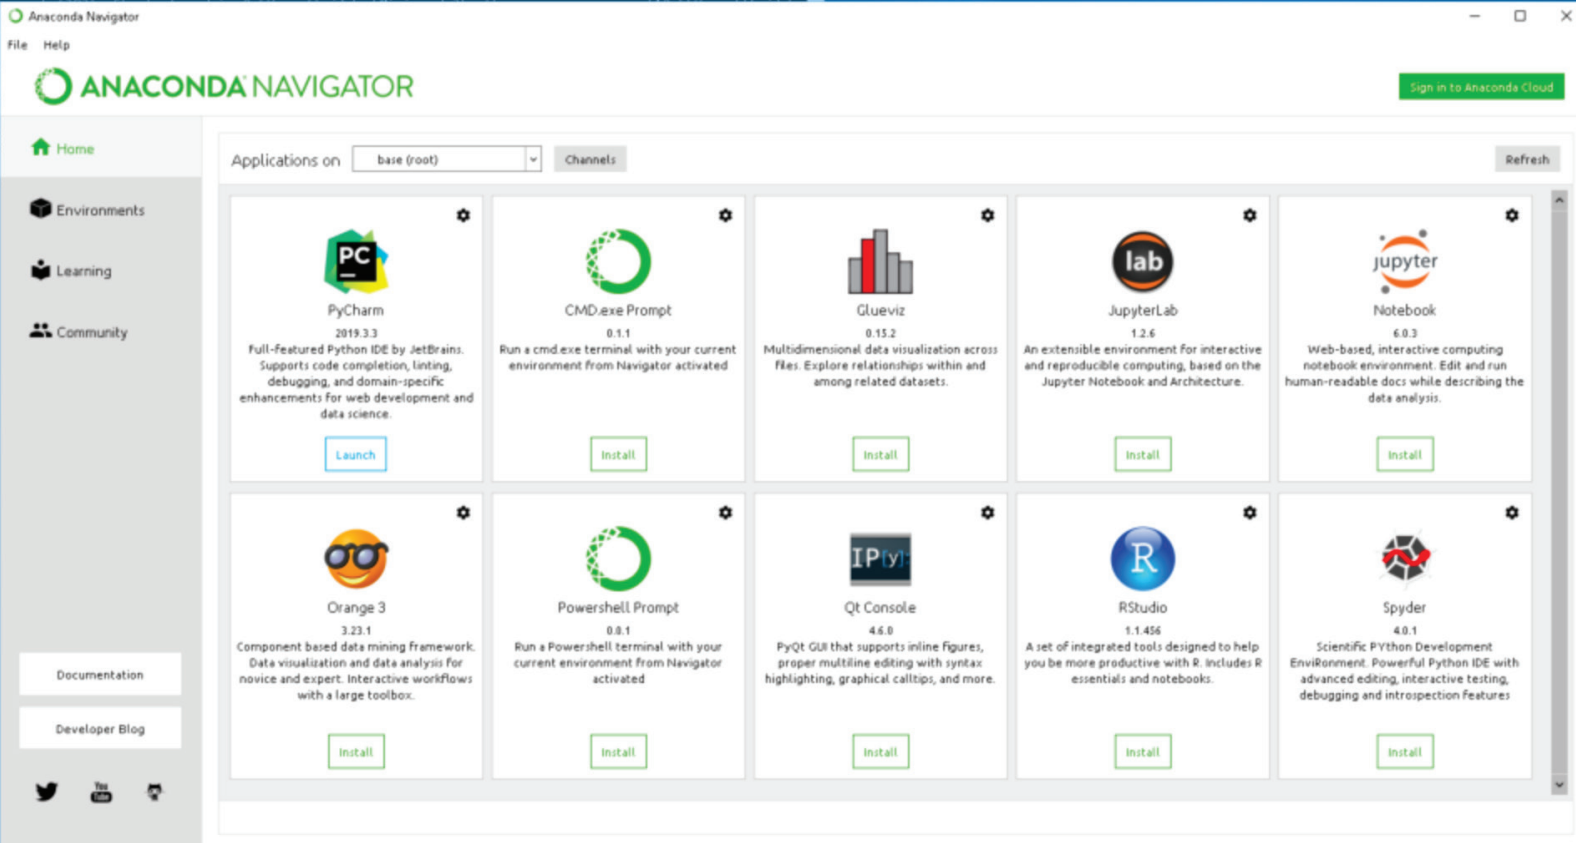 Anaconda Navigator
File Help
ANACONDA NAVIGATOR
Sign in to Anaconda Cloud
Home
Environments
Learning
Community
Documentation
Developer Blog
You
Tube
Applications on base (root) Channels Refresh
PC
PyCharm
2019.3.3
Full-featured Python IDE by JetBrains.
Supports code completion, linting,
debugging, and domain-specific
enhancements for web development and
data science.
Launch
CMD.exe Prompt
0.1.1
Run a cmd.exe terminal with your current
environment from Navigator activated
Install
Glueviz
0.15.2
Multidimensional data visualization across
files. Explore relationships within and
among related datasets.
Install
lab
JupyterLab
1.2.6
An extensible environment for interactive
and reproducible computing, based on the
Jupyter Notebook and Architecture.
Install
jupyter
Notebook
6.0.3
Web-based, interactive computing
notebook environment. Edit and run
human-readable docs while describing the
data analysis.
Install
Orange 3
3.23.1
Component based data mining framework.
Data visualization and data analysis for
novice and expert. Interactive workflows
with a large toolbox.
Install
Powershell Prompt
0.0.1
Run a Powershell terminal with your
current environment from Navigator
activated
Install
IP[y]:
Qt Console
4.6.0
PyQt GUI that supports inline figures,
proper multiline editing with syntax
highlighting, graphical calltips, and more.
Install
R
RStudio
1.1.456
A set of integrated tools designed to help
you be more productive with R. Includes R
essentials and notebooks.
Install
Spyder
4.0.1
Scientific PYthon Development
EnviRonment. Powerful Python IDE with
advanced editing, interactive testing,
debugging and introspection features
Install